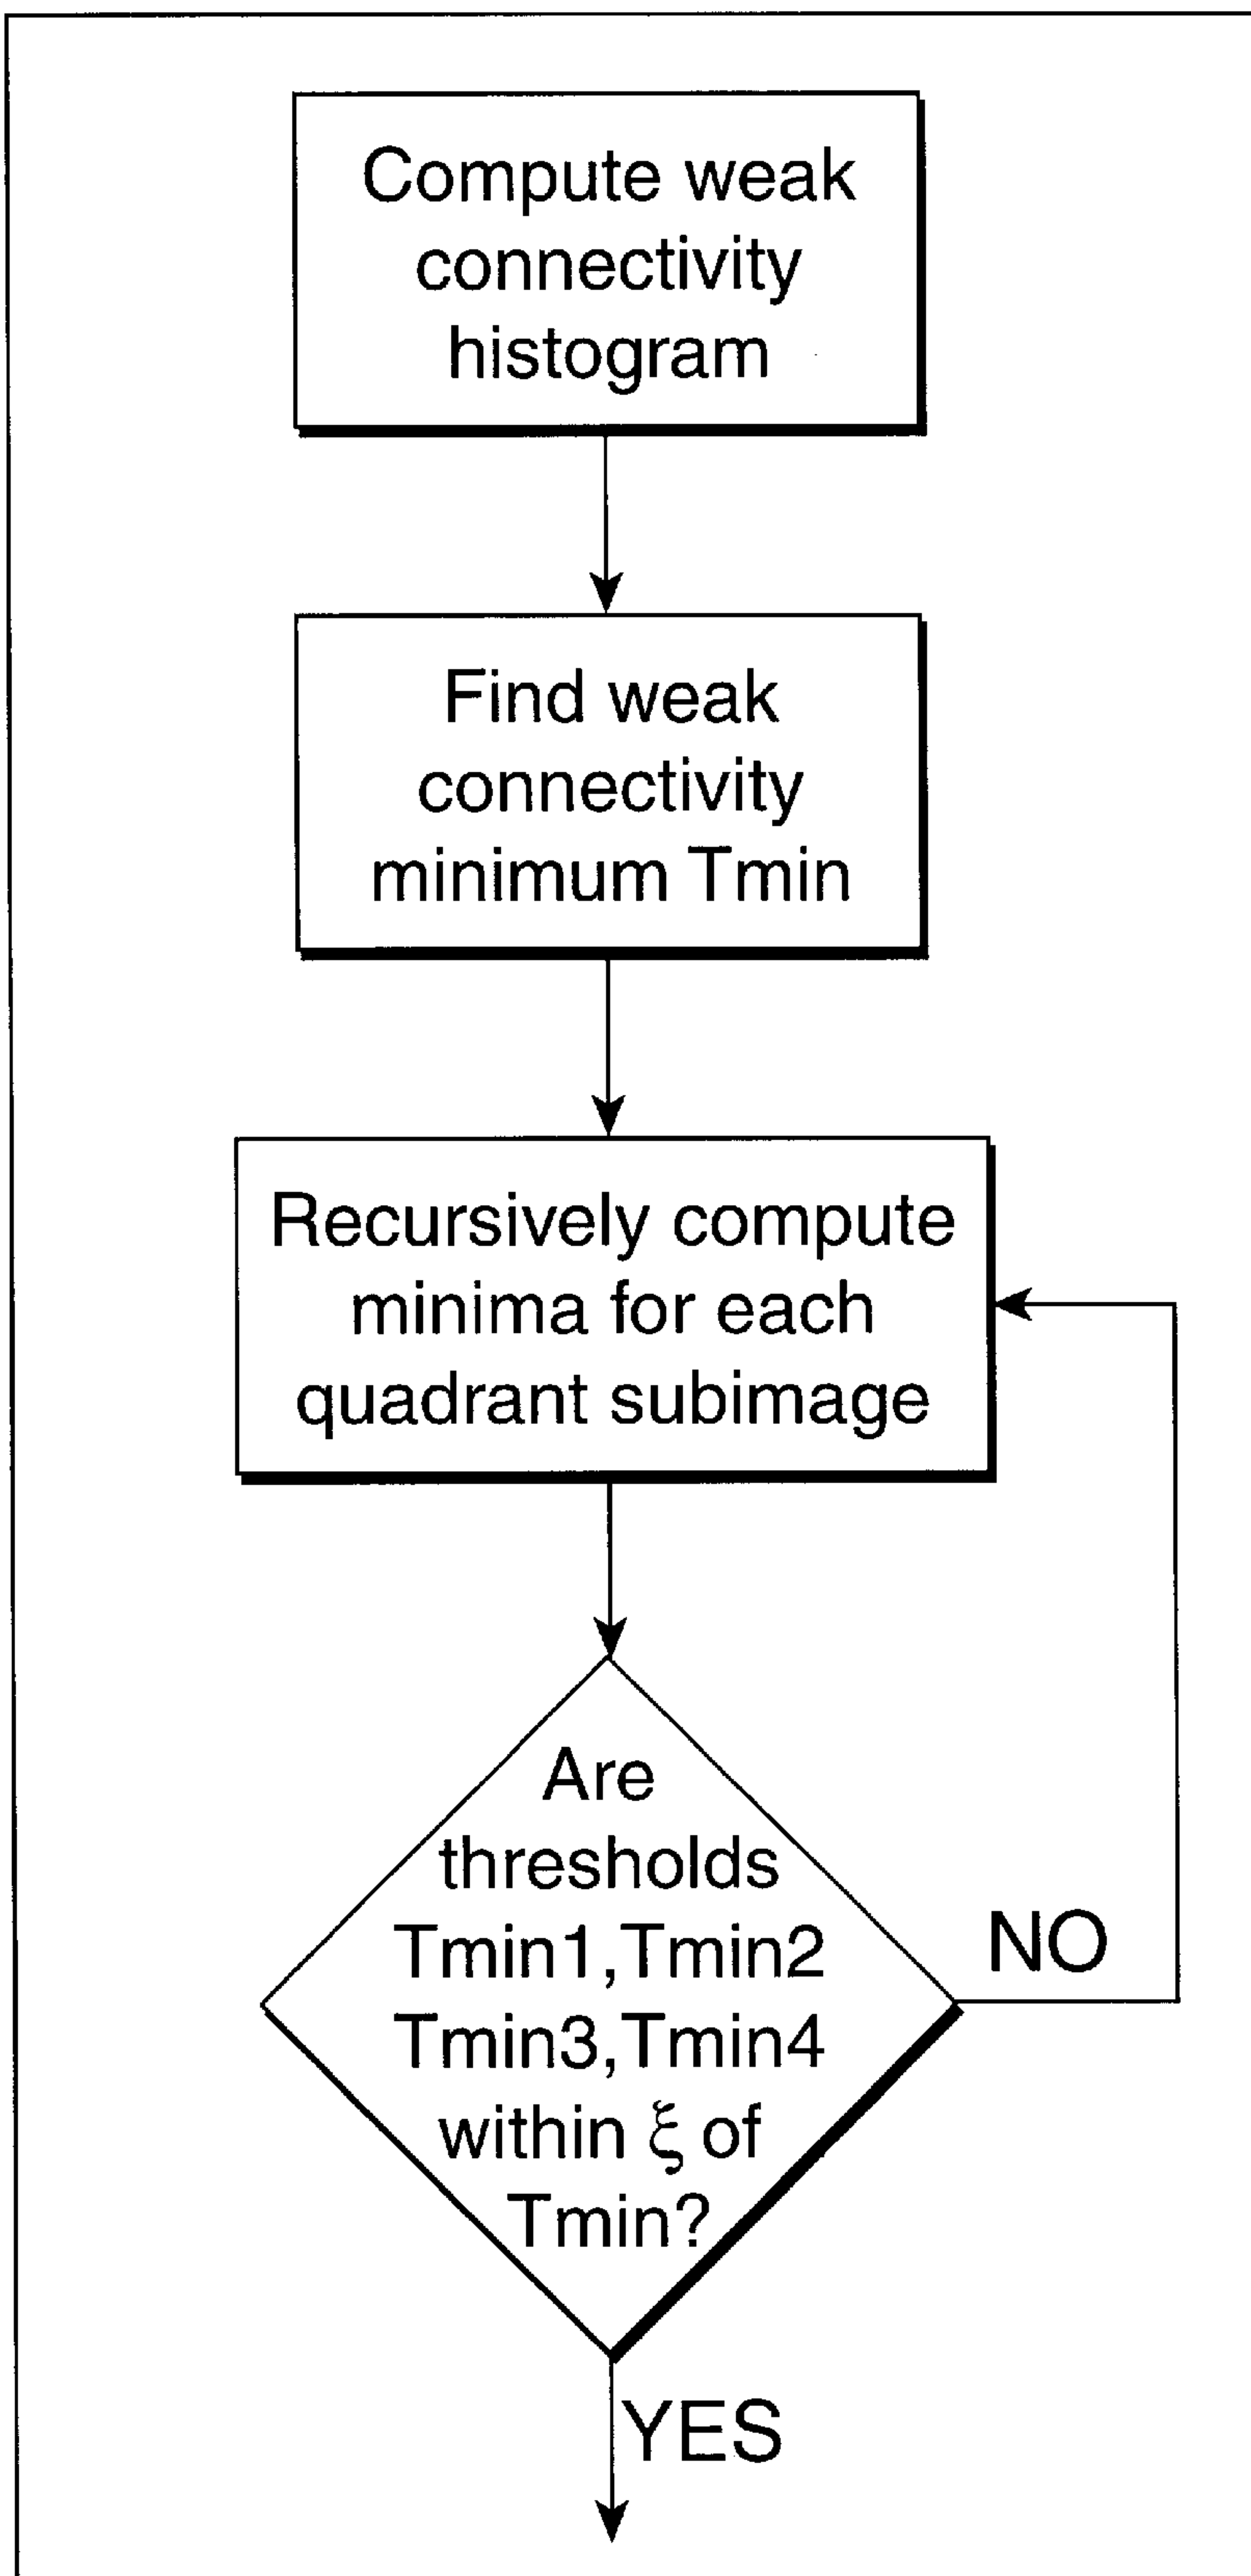 Compute weak
connectivity
histogram
Find weak
connectivity
minimum Tmin
Recursively compute
minima for each
quadrant subimage
Are
thresholds
Tmin1,Tmin2
Tmin3,Tmin4
within ξ of
Tmin?
NO
YES